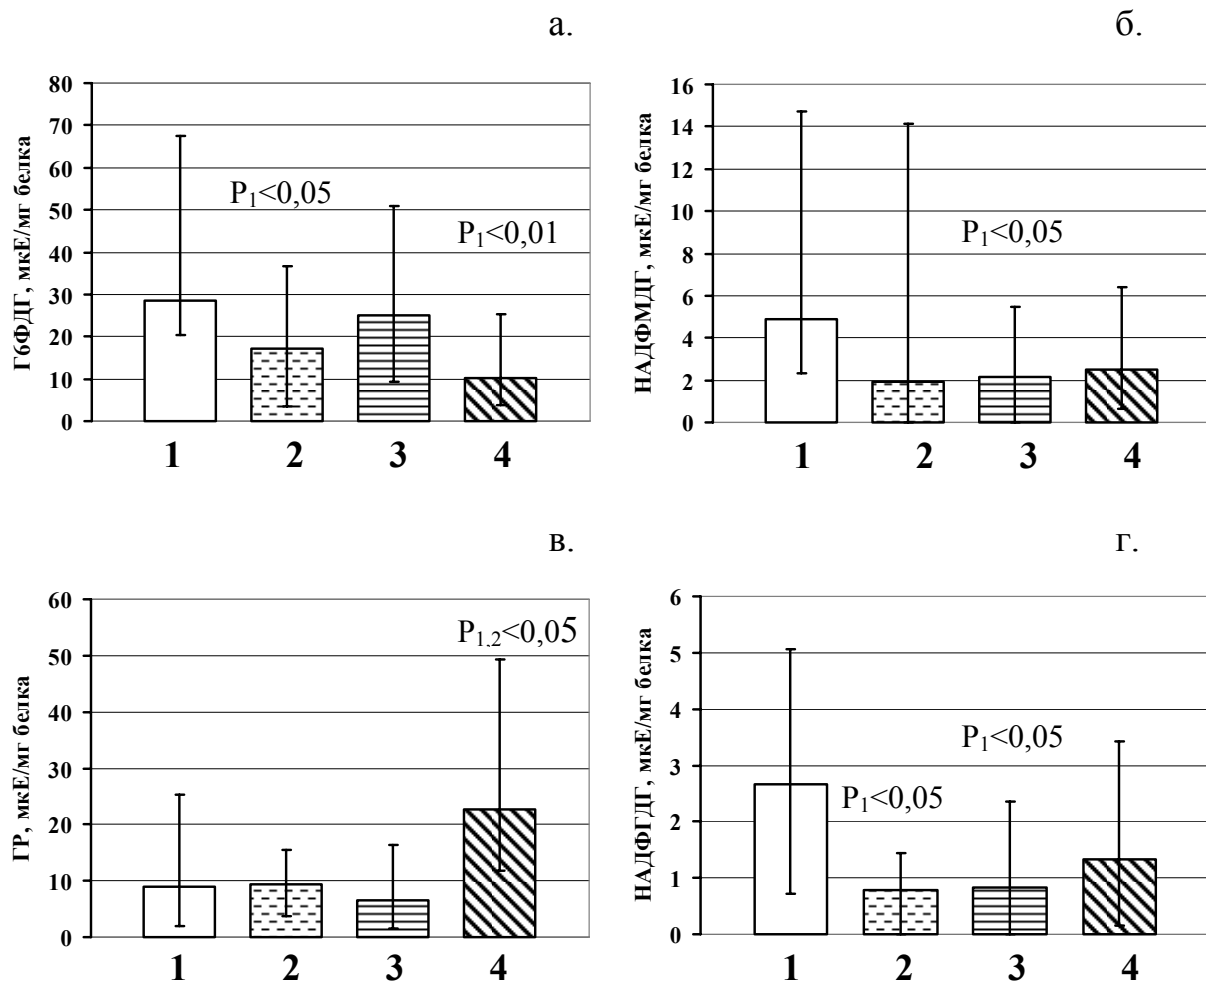 а.
Г6ФДГ, мкЕ/мг белка
80
70
60
50
40
30
20
10
0
P₁<0,05
P₁<0,01
1 2 3 4
б.
НАДФМДГ, мкЕ/мг белка
16
14
12
10
8
6
4
2
0
P₁<0,05
1 2 3 4
в.
ГР, мкЕ/мг белка
60
50
40
30
20
10
0
P₁,₂<0,05
1 2 3 4
г.
НАДФГДГ, мкЕ/мг белка
6
5
4
3
2
1
0
P₁<0,05
P₁<0,05
1 2 3 4